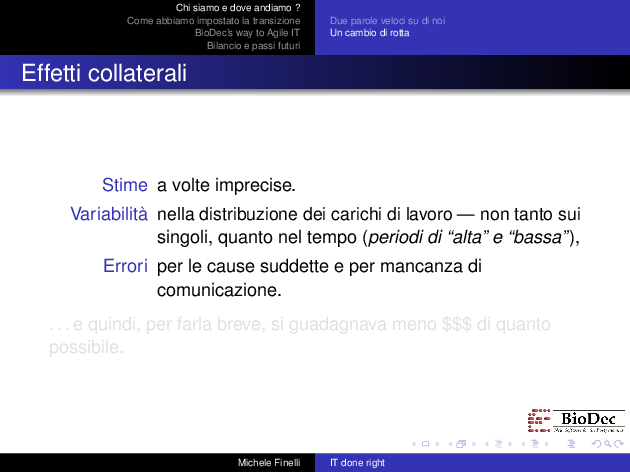 Chi siamo e dove andiamo ?
Come abbiamo impostato la transizione
BioDec's way to Agile IT
Bilancio e passi futuri
Due parole veloci su di noi
Un cambio di rotta
Effetti collaterali
Stime a volte imprecise.
Variabilità nella distribuzione dei carichi di lavoro — non tanto sui
singoli, quanto nel tempo (periodi di “alta” e “bassa”),
Errori per le cause suddette e per mancanza di
comunicazione.
. . . e quindi, per farla breve, si guadagnava meno $$$ di quanto
possibile.
BioDec
Michele Finelli
IT done right